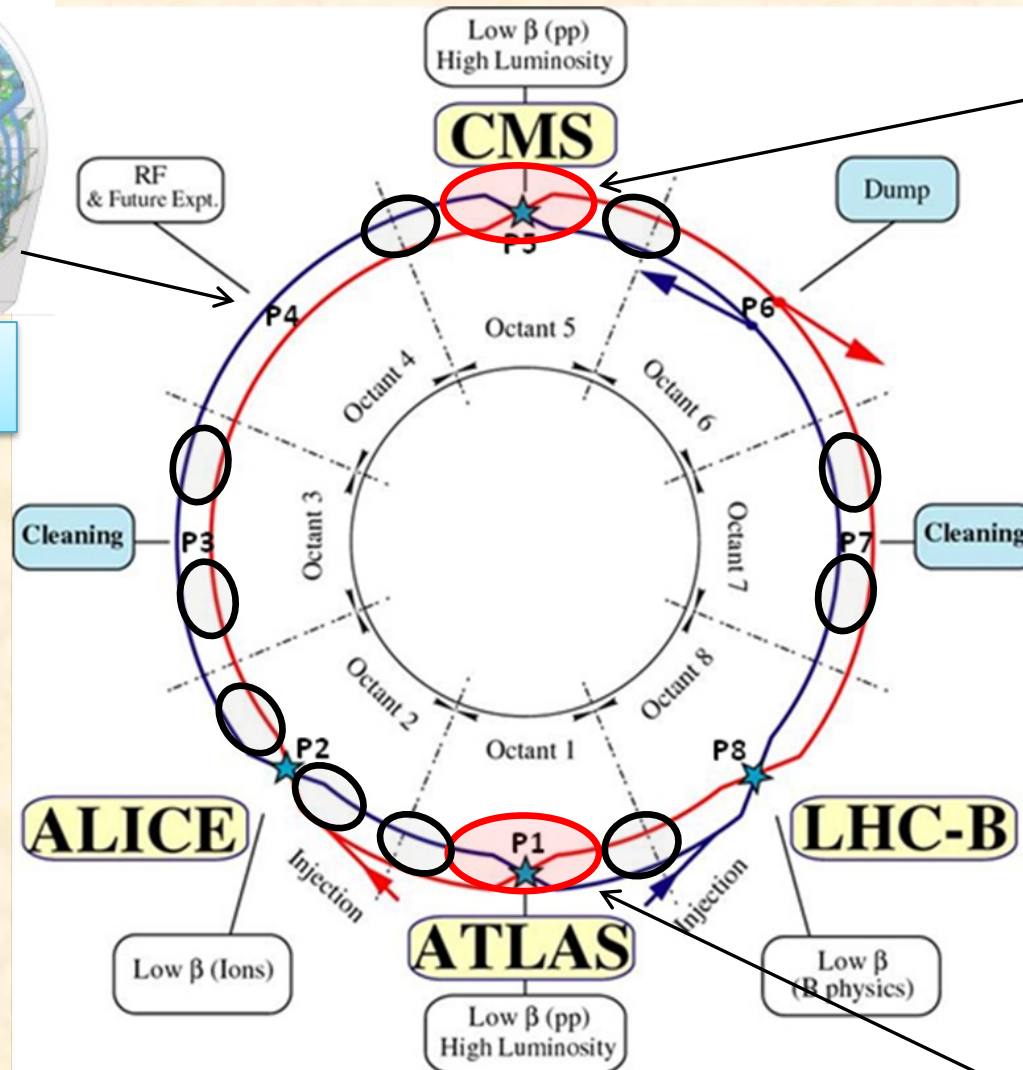 Low β (pp)
High Luminosity
CMS
RF
& Future Expt.
Dump
P5
P4
P6
Octant 5
Octant 4
Octant 6
Cleaning
P3
Octant 3
Octant 7
P7
Cleaning
Octant 2
Octant 8
Octant 1
P2
P8
ALICE
P1
LHC-B
Injection
Injection
ATLAS
Low β (Ions)
Low β
(B physics)
Low β (pp)
High Luminosity